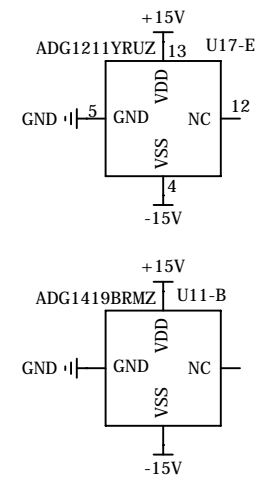 +15V
ADG1211YRUZ 13 U17-E
VDD
GND 5 GND NC 12
VSS
4
-15V
+15V
ADG1419BRMZ U11-B
VDD
GND GND NC
VSS
-15V